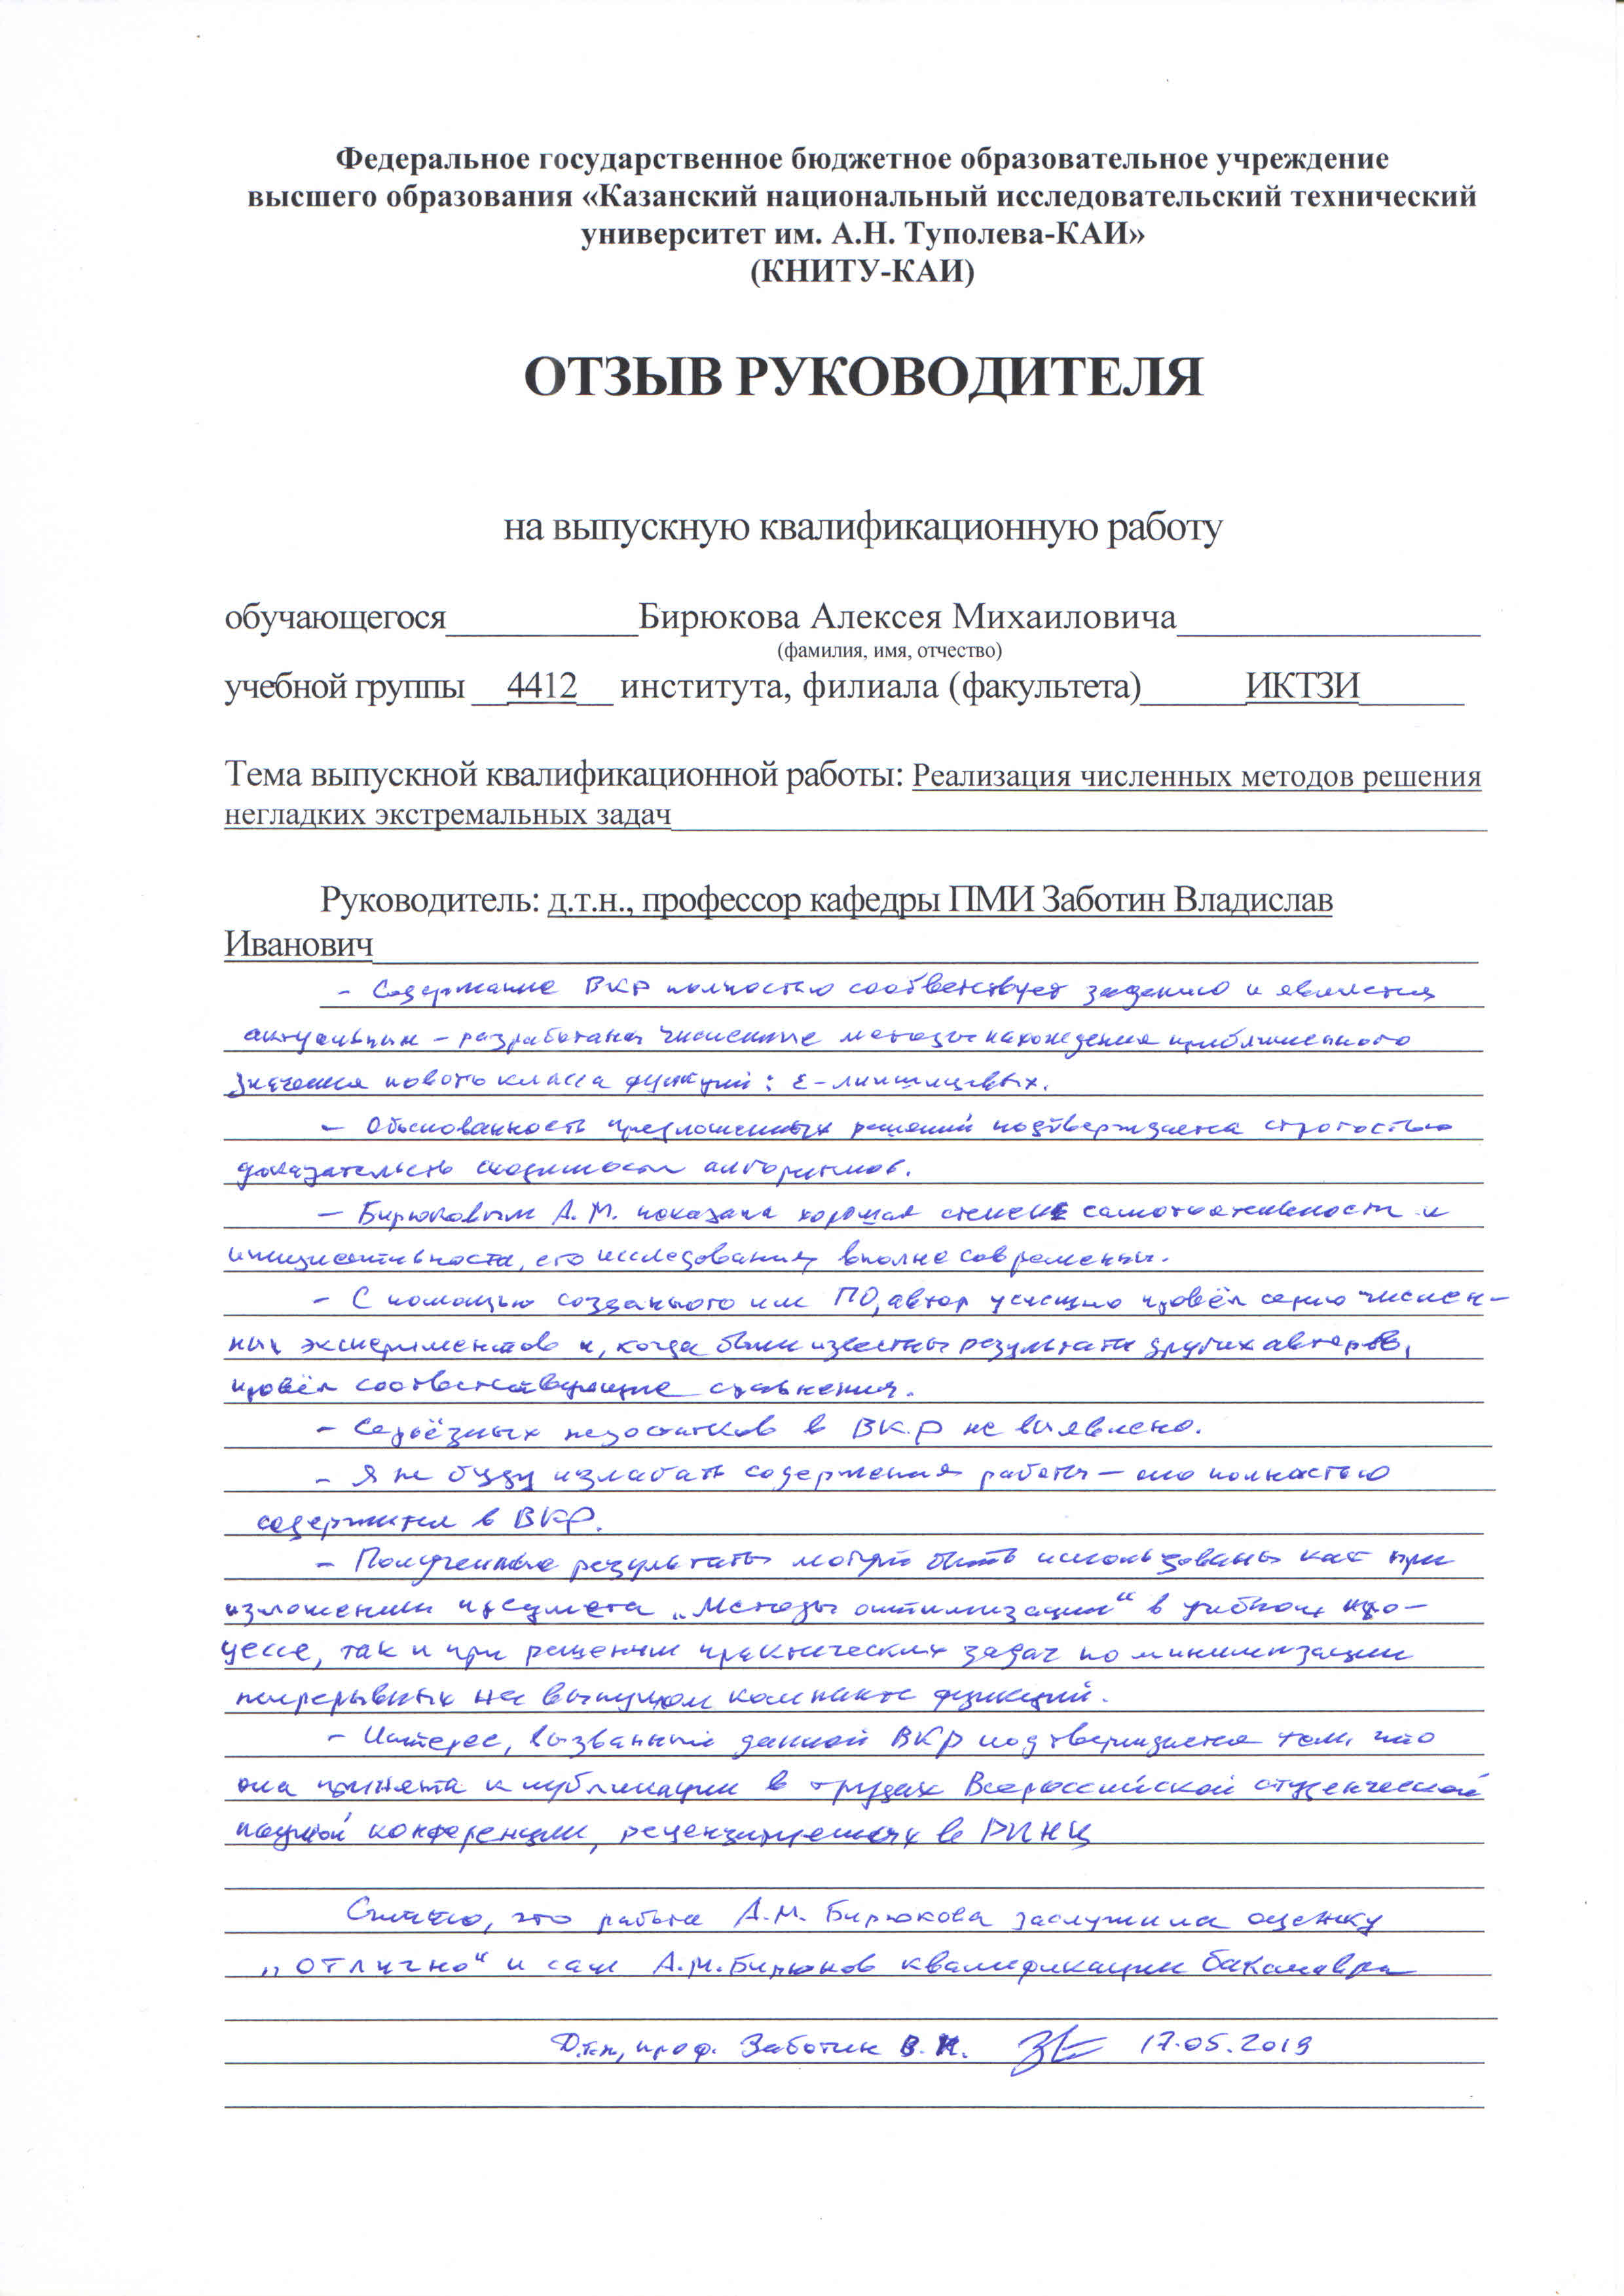 Федеральное государственное бюджетное образовательное учреждение
высшего образования «Казанский национальный исследовательский технический
университет им. А.Н. Туполева-КАИ»
(КНИТУ-КАИ)
ОТЗЫВ РУКОВОДИТЕЛЯ
на выпускную квалификационную работу
обучающегося Бирюкова Алексея Михаиловича
(фамилия, имя, отчество)
учебной группы 4412 института, филиала (факультета) ИКТЗИ
Тема выпускной квалификационной работы: Реализация численных методов решения
негладких экстремальных задач
Руководитель: д.т.н., профессор кафедры ПМИ Заботин Владислав
Иванович
- Содержание ВКР полностью соответствует заданию и является
актуальным - разработаны численные методы нахождения приближенного
значения нового класса функций: ε-липшицевых.
- Обоснованность предложенных решений подтверждается строгостью
доказательств сходимости алгоритмов.
- Бирюковым А.М. показана хорошая степень самостоятельности и
инициативности, его исследования вполне современны.
- С помощью созданного им ПО, автор успешно провёл серию числен-
ных экспериментов и, когда были известны результаты других авторов,
провёл соответствующие сравнения.
- Серьёзных недостатков в ВКР не выявлено.
- Я не буду излагать содержания работы - оно полностью
содержится в ВКР.
- Полученные результаты могут быть использованы как при
изложении предмета „Методы оптимизации“ в учебном про-
цессе, так и при решении практических задач по минимизации
непрерывных на выпуклом компакте функций.
- Интерес, вызванный данной ВКР подтверждается тем, что
она принята к публикации в трудах Всероссийской студенческой
научной конференции, рецензируемых в РИНЦ
Считаю, что работа А.М. Бирюкова заслужила оценку
„отлично“ и сам А.М. Бирюков квалификации бакалавра
Д.т.н., проф. Заботин В.И. 17.05.2019